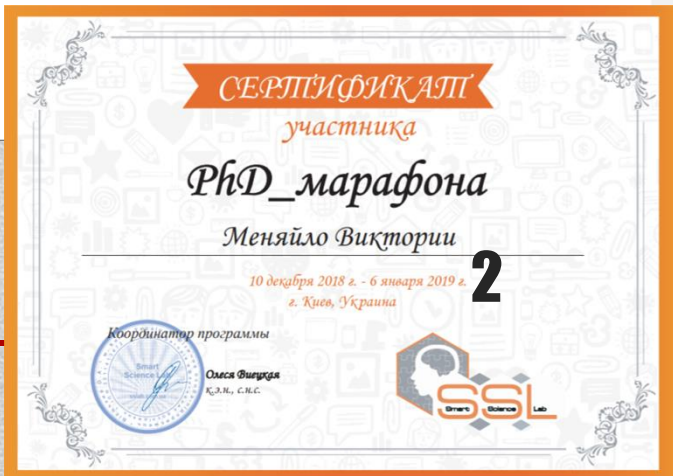 СЕРТИФИКАТ
участника
PhD_марафона
Меняйло Виктории
2
10 декабря 2018 г. - 6 января 2019 г.
г. Киев, Украина
Координатор программы
Smart
Science Lab
Олеся Виецкая
к.э.н., с.н.с.
SSL
Smart Science Lab